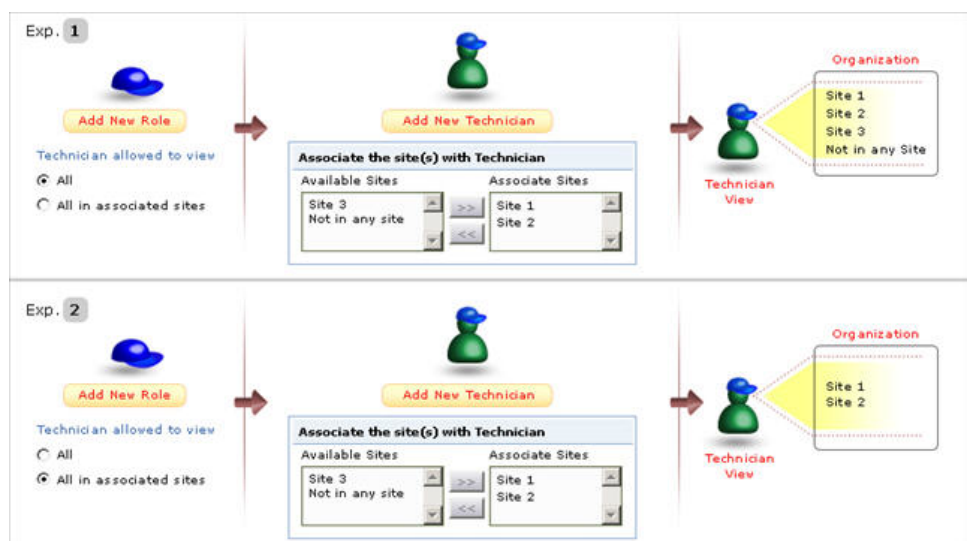 Exp. 1
Add New Role
Technician allowed to view
All
All in associated sites
Add New Technician
Associate the site(s) with Technician
Available Sites
Site 3
Not in any site
>>
<<
Associate Sites
Site 1
Site 2
Technician
View
Organization
Site 1
Site 2
Site 3
Not in any Site
Exp. 2
Add New Role
Technician allowed to view
All
All in associated sites
Add New Technician
Associate the site(s) with Technician
Available Sites
Site 3
Not in any site
>>
<<
Associate Sites
Site 1
Site 2
Technician
View
Organization
Site 1
Site 2